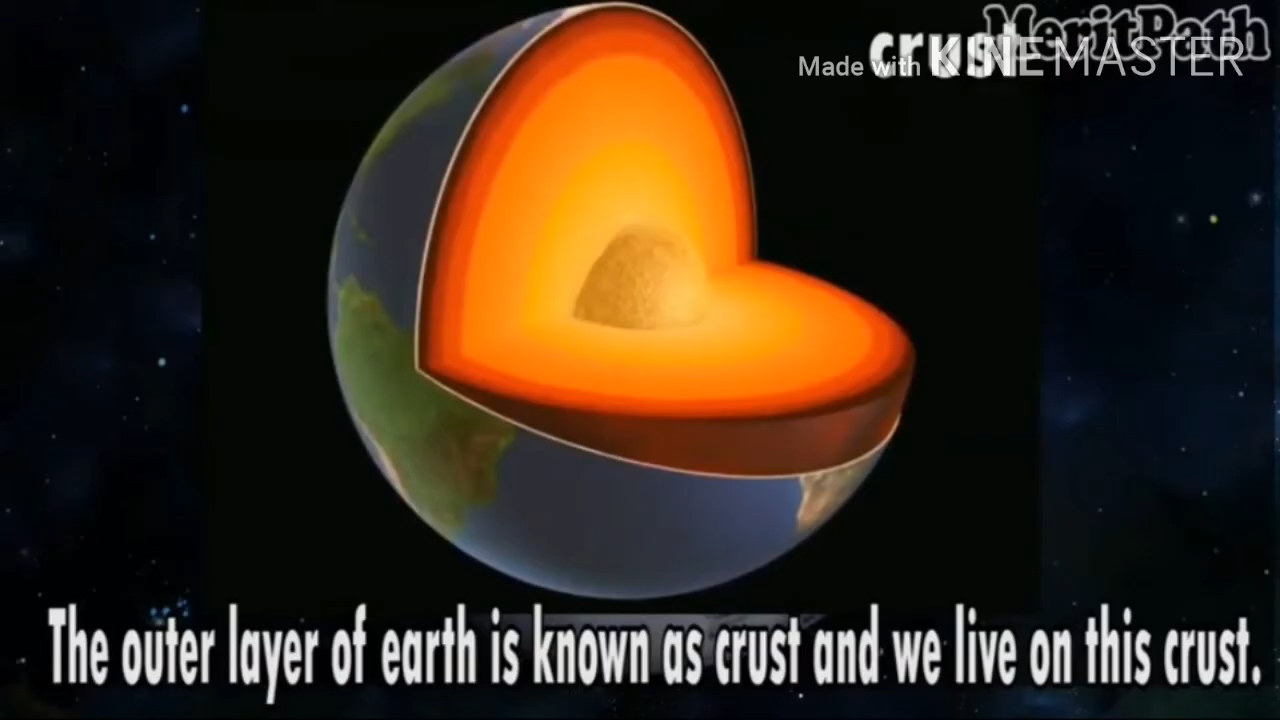 MeritPath
crust
Made with KINEMASTER
The outer layer of earth is known as crust and we live on this crust.